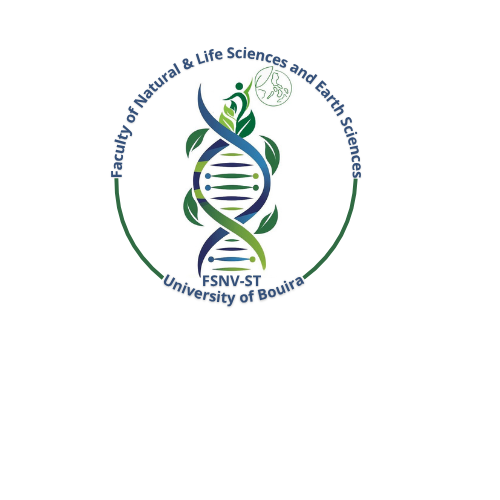 Faculty of Natural & Life Sciences and Earth Sciences
FSNV-ST
University of Bouira